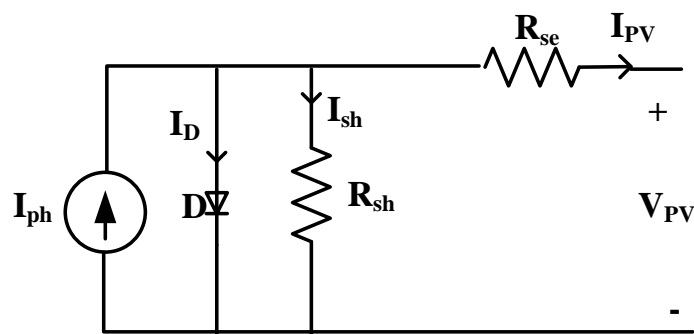 R_se I_PV
+
I_sh
I_D
D
R_sh
I_ph
V_PV
-